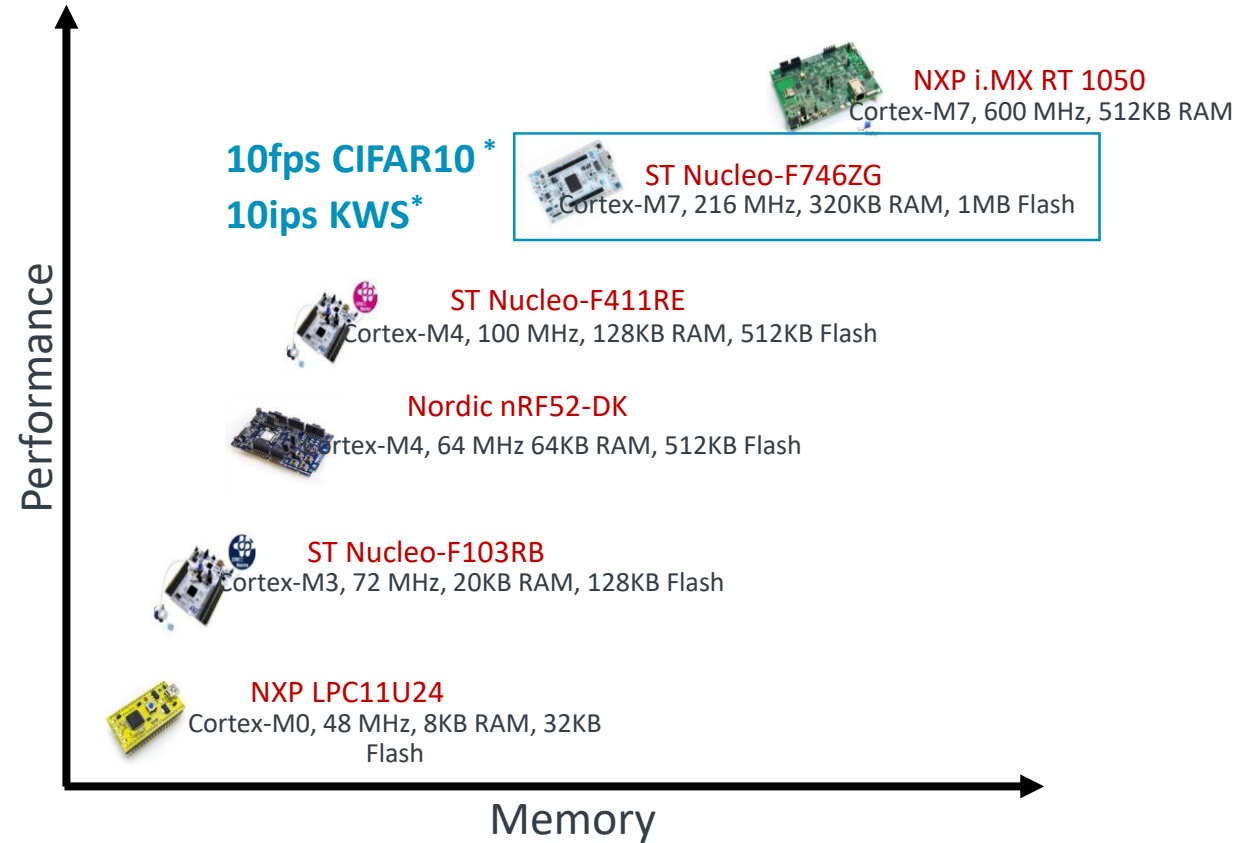 NXP i.MX RT 1050
Cortex-M7, 600 MHz, 512KB RAM
10fps CIFAR10 *
10ips KWS*
ST Nucleo-F746ZG
Cortex-M7, 216 MHz, 320KB RAM, 1MB Flash
ST Nucleo-F411RE
Cortex-M4, 100 MHz, 128KB RAM, 512KB Flash
Nordic nRF52-DK
ortex-M4, 64 MHz 64KB RAM, 512KB Flash
ST Nucleo-F103RB
Cortex-M3, 72 MHz, 20KB RAM, 128KB Flash
NXP LPC11U24
Cortex-M0, 48 MHz, 8KB RAM, 32KB
Flash
Performance
Memory